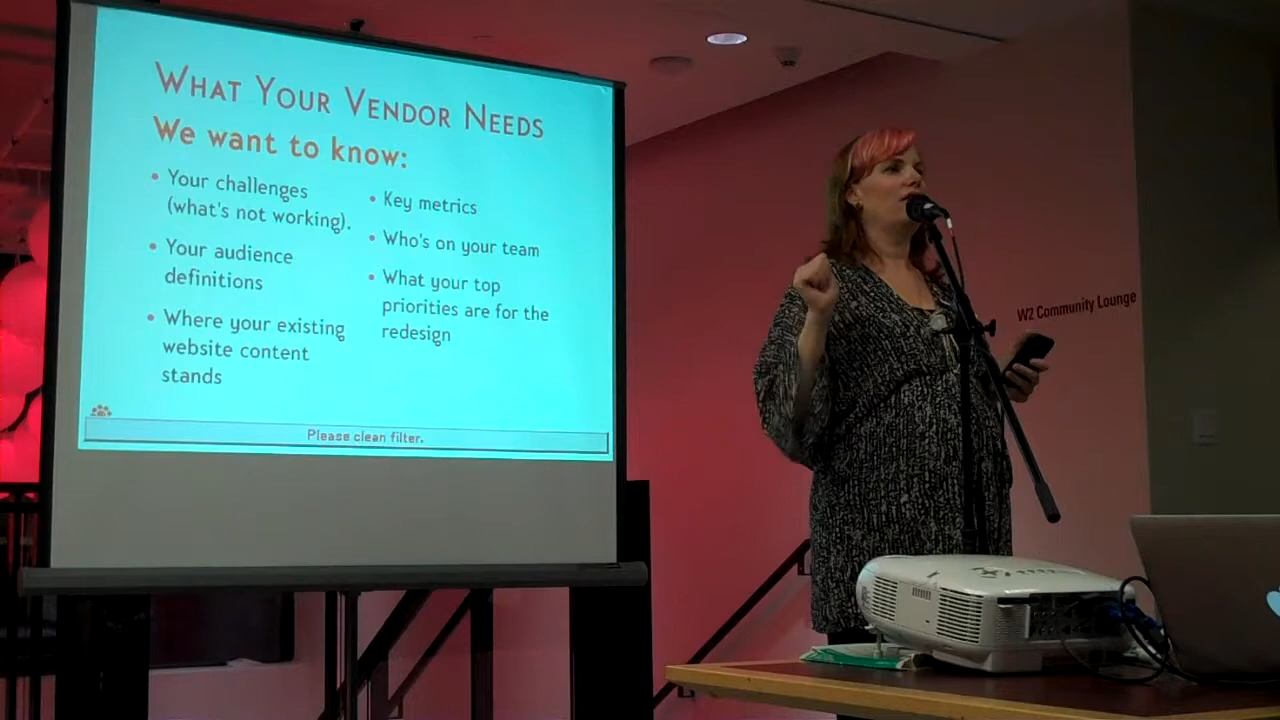 What Your Vendor Needs
We want to know:
• Your challenges
(what's not working).
• Your audience
definitions
• Where your existing
website content
stands
• Key metrics
• Who's on your team
• What your top
priorities are for the
redesign
Please clean filter.
W2 Community Lounge